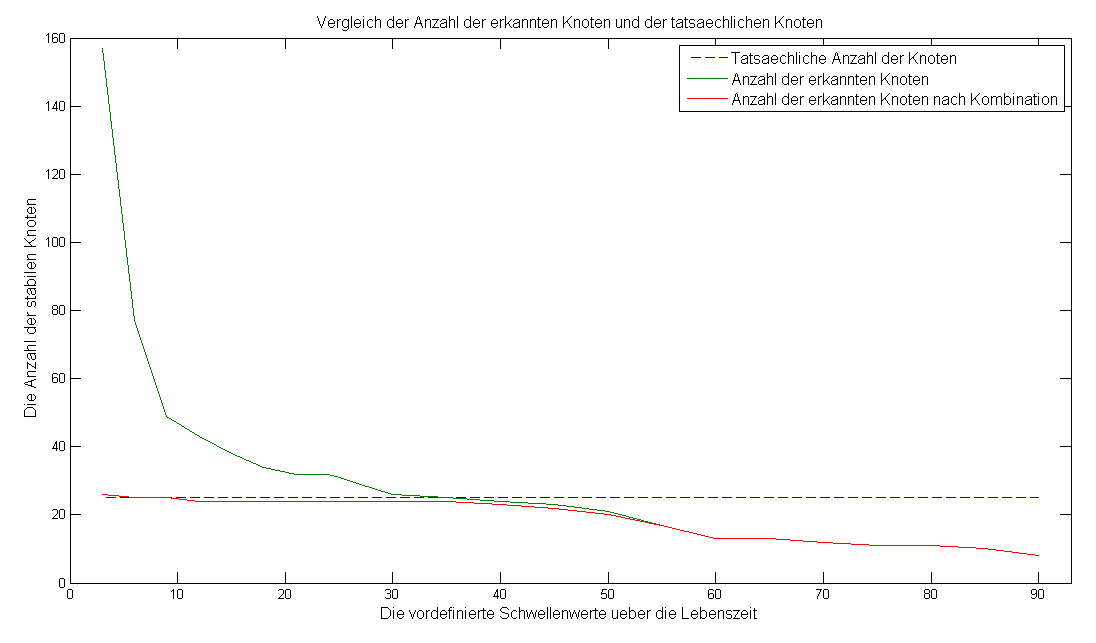 Vergleich der Anzahl der erkannten Knoten und der tatsaechlichen Knoten
Tatsaechliche Anzahl der Knoten
Anzahl der erkannten Knoten
Anzahl der erkannten Knoten nach Kombination
Die Anzahl der stabilen Knoten
160
140
120
100
80
60
40
20
0
0 10 20 30 40 50 60 70 80 90
Die vordefinierte Schwellenwerte ueber die Lebenszeit